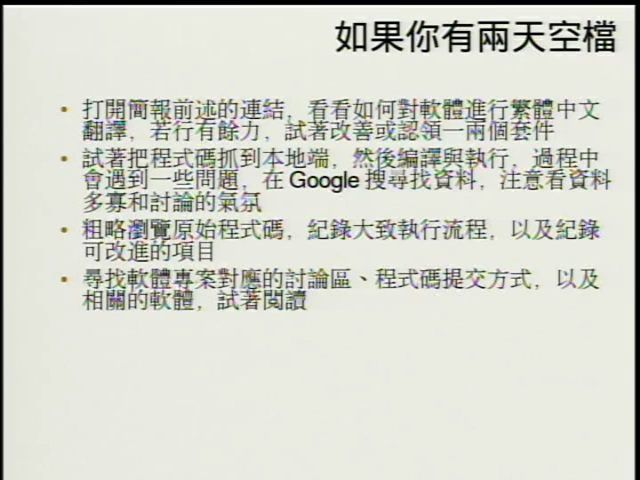 如果你有兩天空檔
• 打開簡報前述的連結，看看如何對軟體進行繁體中文
翻譯，若行有餘力，試著改善或認領一兩個套件
• 試著把程式碼抓到本地端，然後編譯與執行，過程中
會遇到一些問題，在 Google 搜尋找資料，注意看資料
多寡和討論的氣氛
• 粗略瀏覽原始程式碼，紀錄大致執行流程，以及紀錄
可改進的項目
• 尋找軟體專案對應的討論區、程式碼提交方式，以及
相關的軟體，試著閱讀